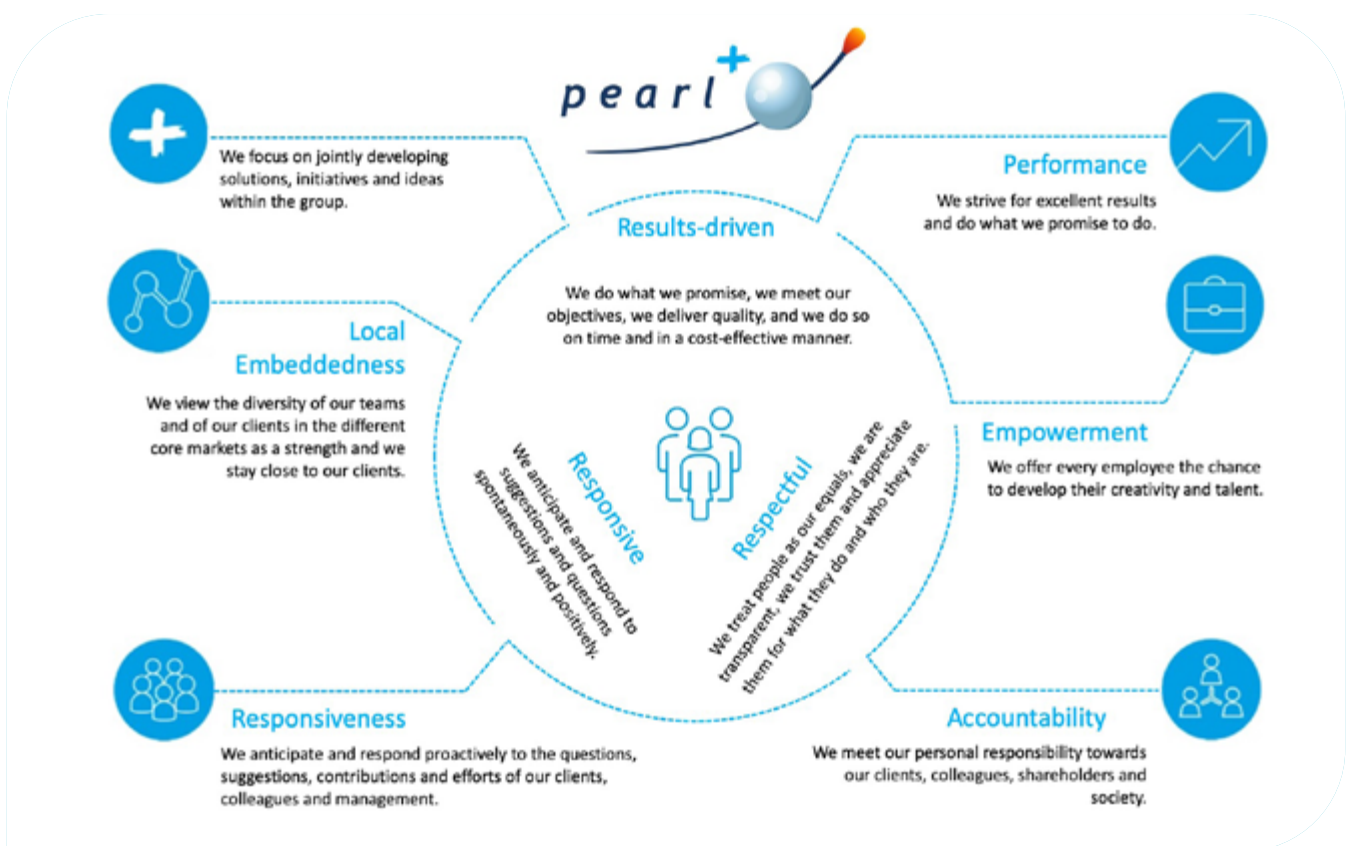 pearl+
We focus on jointly developing
solutions, initiatives and ideas
within the group.
Performance
We strive for excellent results
and do what we promise to do.
Results-driven
We do what we promise, we meet our
objectives, we deliver quality, and we do so
on time and in a cost-effective manner.
Local
Embeddedness
We view the diversity of our teams
and of our clients in the different
core markets as a strength and we
stay close to our clients.
Empowerment
We offer every employee the chance
to develop their creativity and talent.
Responsive
We anticipate and respond to
suggestions and questions
spontaneously and positively.
Respectful
We treat people as our equals, we are
transparent, we trust them and appreciate
them for what they do and who they are.
Responsiveness
We anticipate and respond proactively to the questions,
suggestions, contributions and efforts of our clients,
colleagues and management.
Accountability
We meet our personal responsibility towards
our clients, colleagues, shareholders and
society.